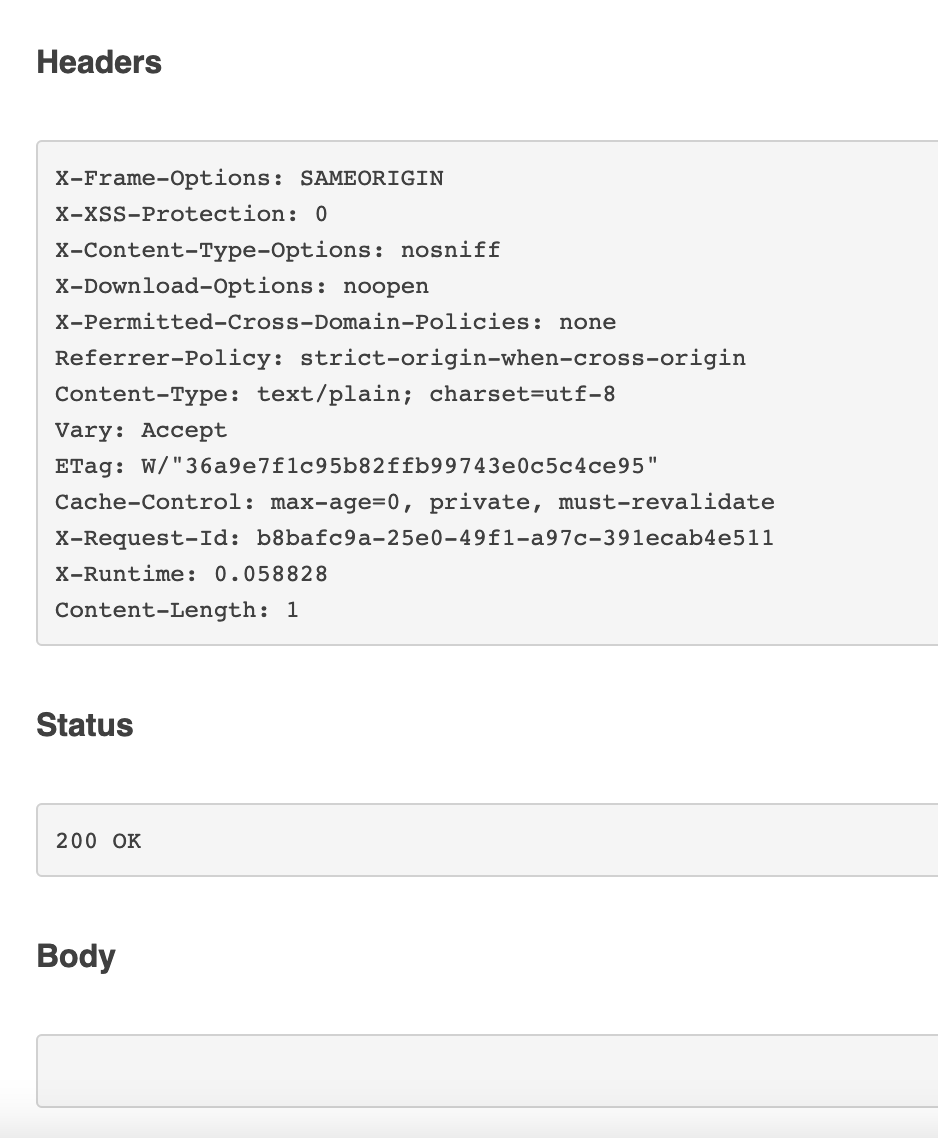 Headers
X-Frame-Options: SAMEORIGIN
X-XSS-Protection: 0
X-Content-Type-Options: nosniff
X-Download-Options: noopen
X-Permitted-Cross-Domain-Policies: none
Referrer-Policy: strict-origin-when-cross-origin
Content-Type: text/plain; charset=utf-8
Vary: Accept
ETag: W/"36a9e7f1c95b82ffb99743e0c5c4ce95"
Cache-Control: max-age=0, private, must-revalidate
X-Request-Id: b8bafc9a-25e0-49f1-a97c-391ecab4e511
X-Runtime: 0.058828
Content-Length: 1
Status
200 OK
Body